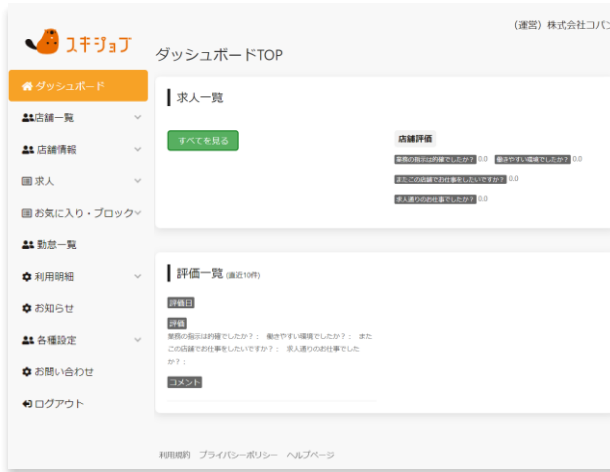 (運営) 株式会社コパン
スキジョブ
ダッシュボードTOP
ダッシュボード
店舗一覧
店舗情報
求人
お気に入り・ブロック
勤怠一覧
利用明細
お知らせ
各種設定
お問い合わせ
ログアウト
求人一覧
すべてを見る
店舗評価
業務の指示は的確でしたか？ 0.0 働きやすい環境でしたか？ 0.0
またこの店舗でお仕事をしたいですか？ 0.0
求人通りのお仕事でしたか？ 0.0
評価一覧 (直近10件)
評価日
評価
業務の指示は的確でしたか？： 働きやすい環境でしたか？： また
この店舗でお仕事をしたいですか？： 求人通りのお仕事でした
か？：
コメント
利用規約 プライバシーポリシー ヘルプページ